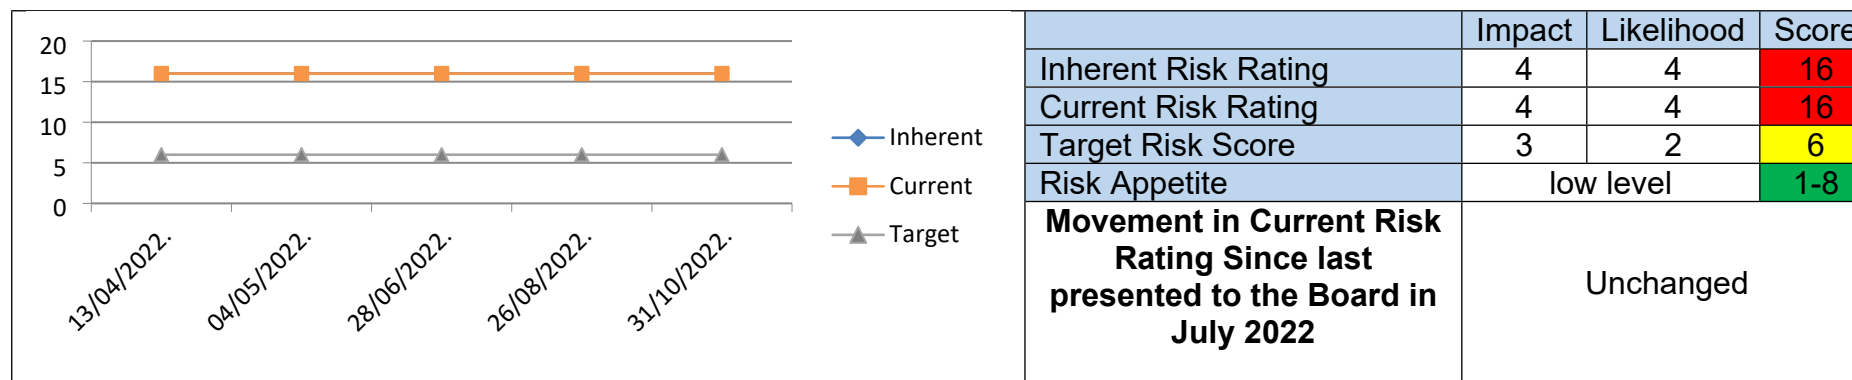 20
15
10
5
0
13/04/2022.
04/05/2022.
28/06/2022.
26/08/2022.
31/10/2022.
Inherent
Current
Target
Impact Likelihood Score
Inherent Risk Rating 4 4 16
Current Risk Rating 4 4 16
Target Risk Score 3 2 6
Risk Appetite low level 1-8
Movement in Current Risk
Rating Since last
presented to the Board in
July 2022
Unchanged